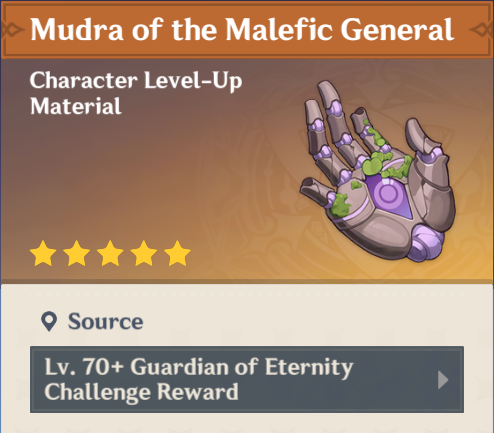 Mudra of the Malefic General
Character Level-Up
Material
Source
Lv. 70+ Guardian of Eternity
Challenge Reward